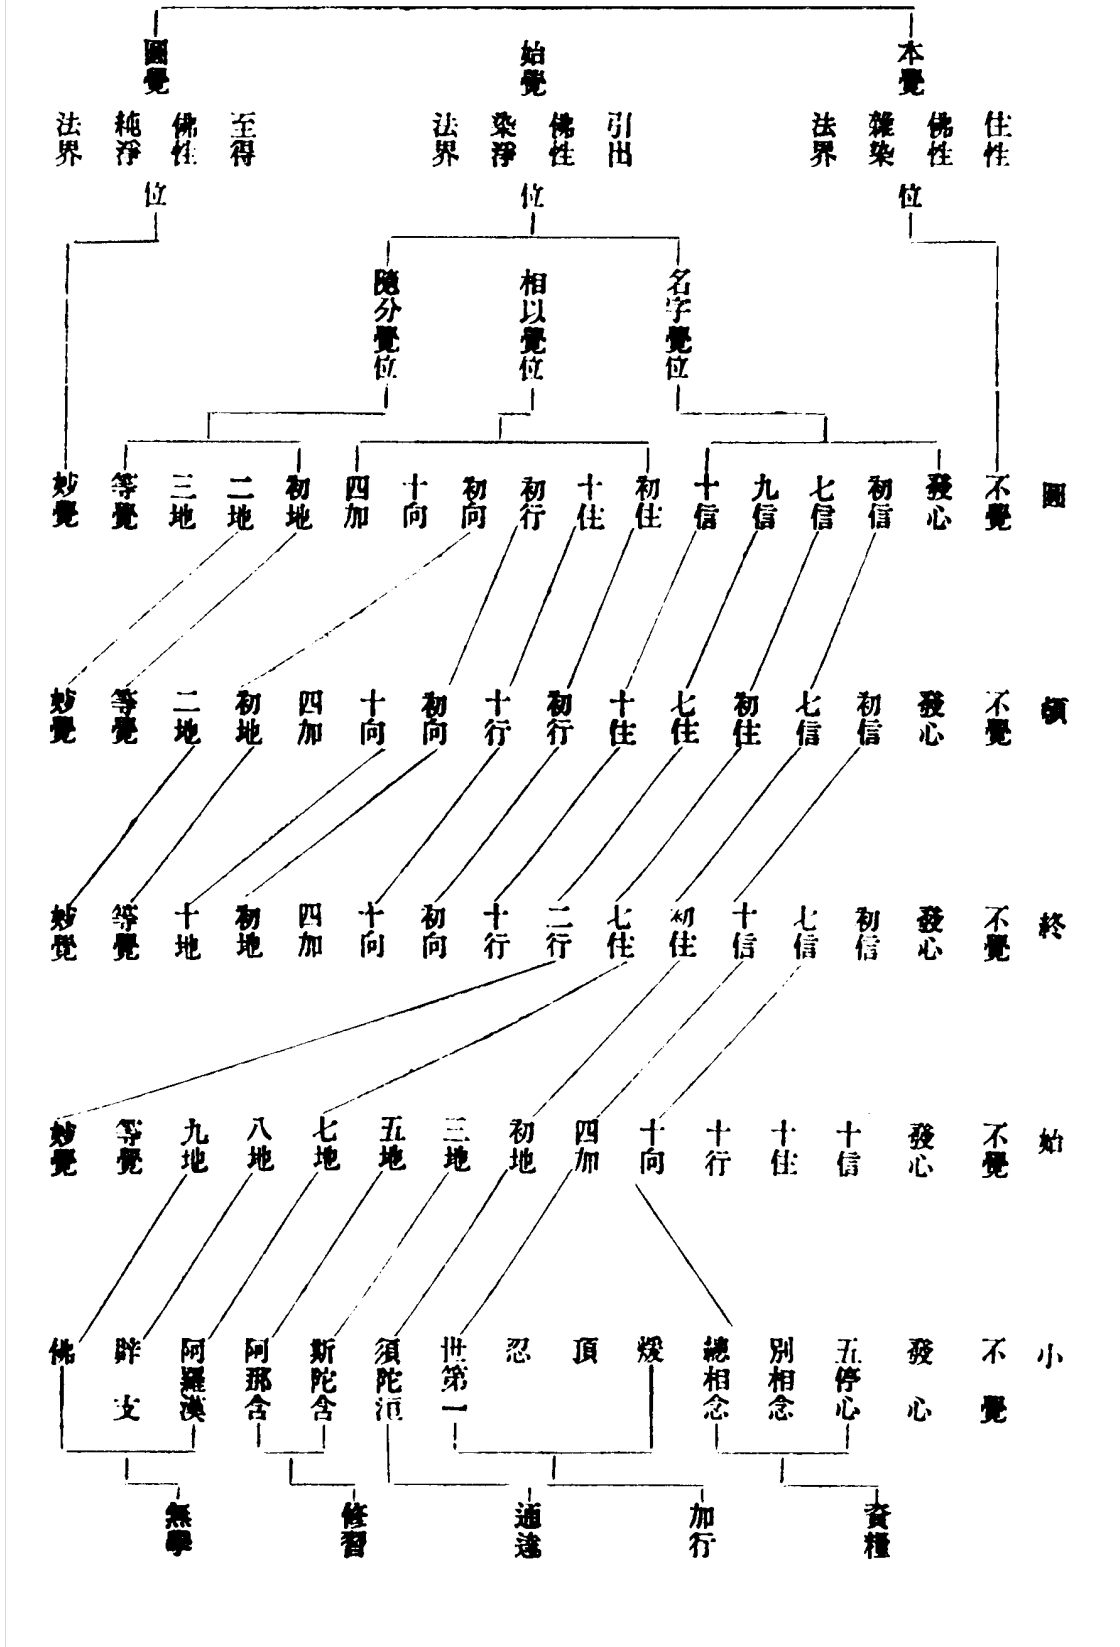 本覺
始覺
圓覺
住性
佛性
雜染
法界
位
引出
佛性
染淨
法界
位
至得
佛性
純淨
法界
位
名字覺位
相以覺位
隨分覺位
圓
不覺
發心
初信
七信
九信
十信
初住
十住
初行
初向
十向
四加
初地
二地
三地
等覺
妙覺
頓
不覺
發心
初信
七信
初住
七住
十住
初行
十行
初向
十向
四加
初地
二地
等覺
妙覺
終
不覺
發心
初信
七信
十信
初住
七住
二行
十行
初向
十向
四加
初地
十地
等覺
妙覺
始
不覺
發心
十信
十住
十行
十向
四加
初地
三地
五地
七地
八地
九地
等覺
妙覺
小
不覺
發心
五停心
別相念
總相念
煖
頂
忍
世第一
須陀洹
斯陀含
阿那含
阿羅漢
辟支
佛
資糧
加行
通達
修習
無學